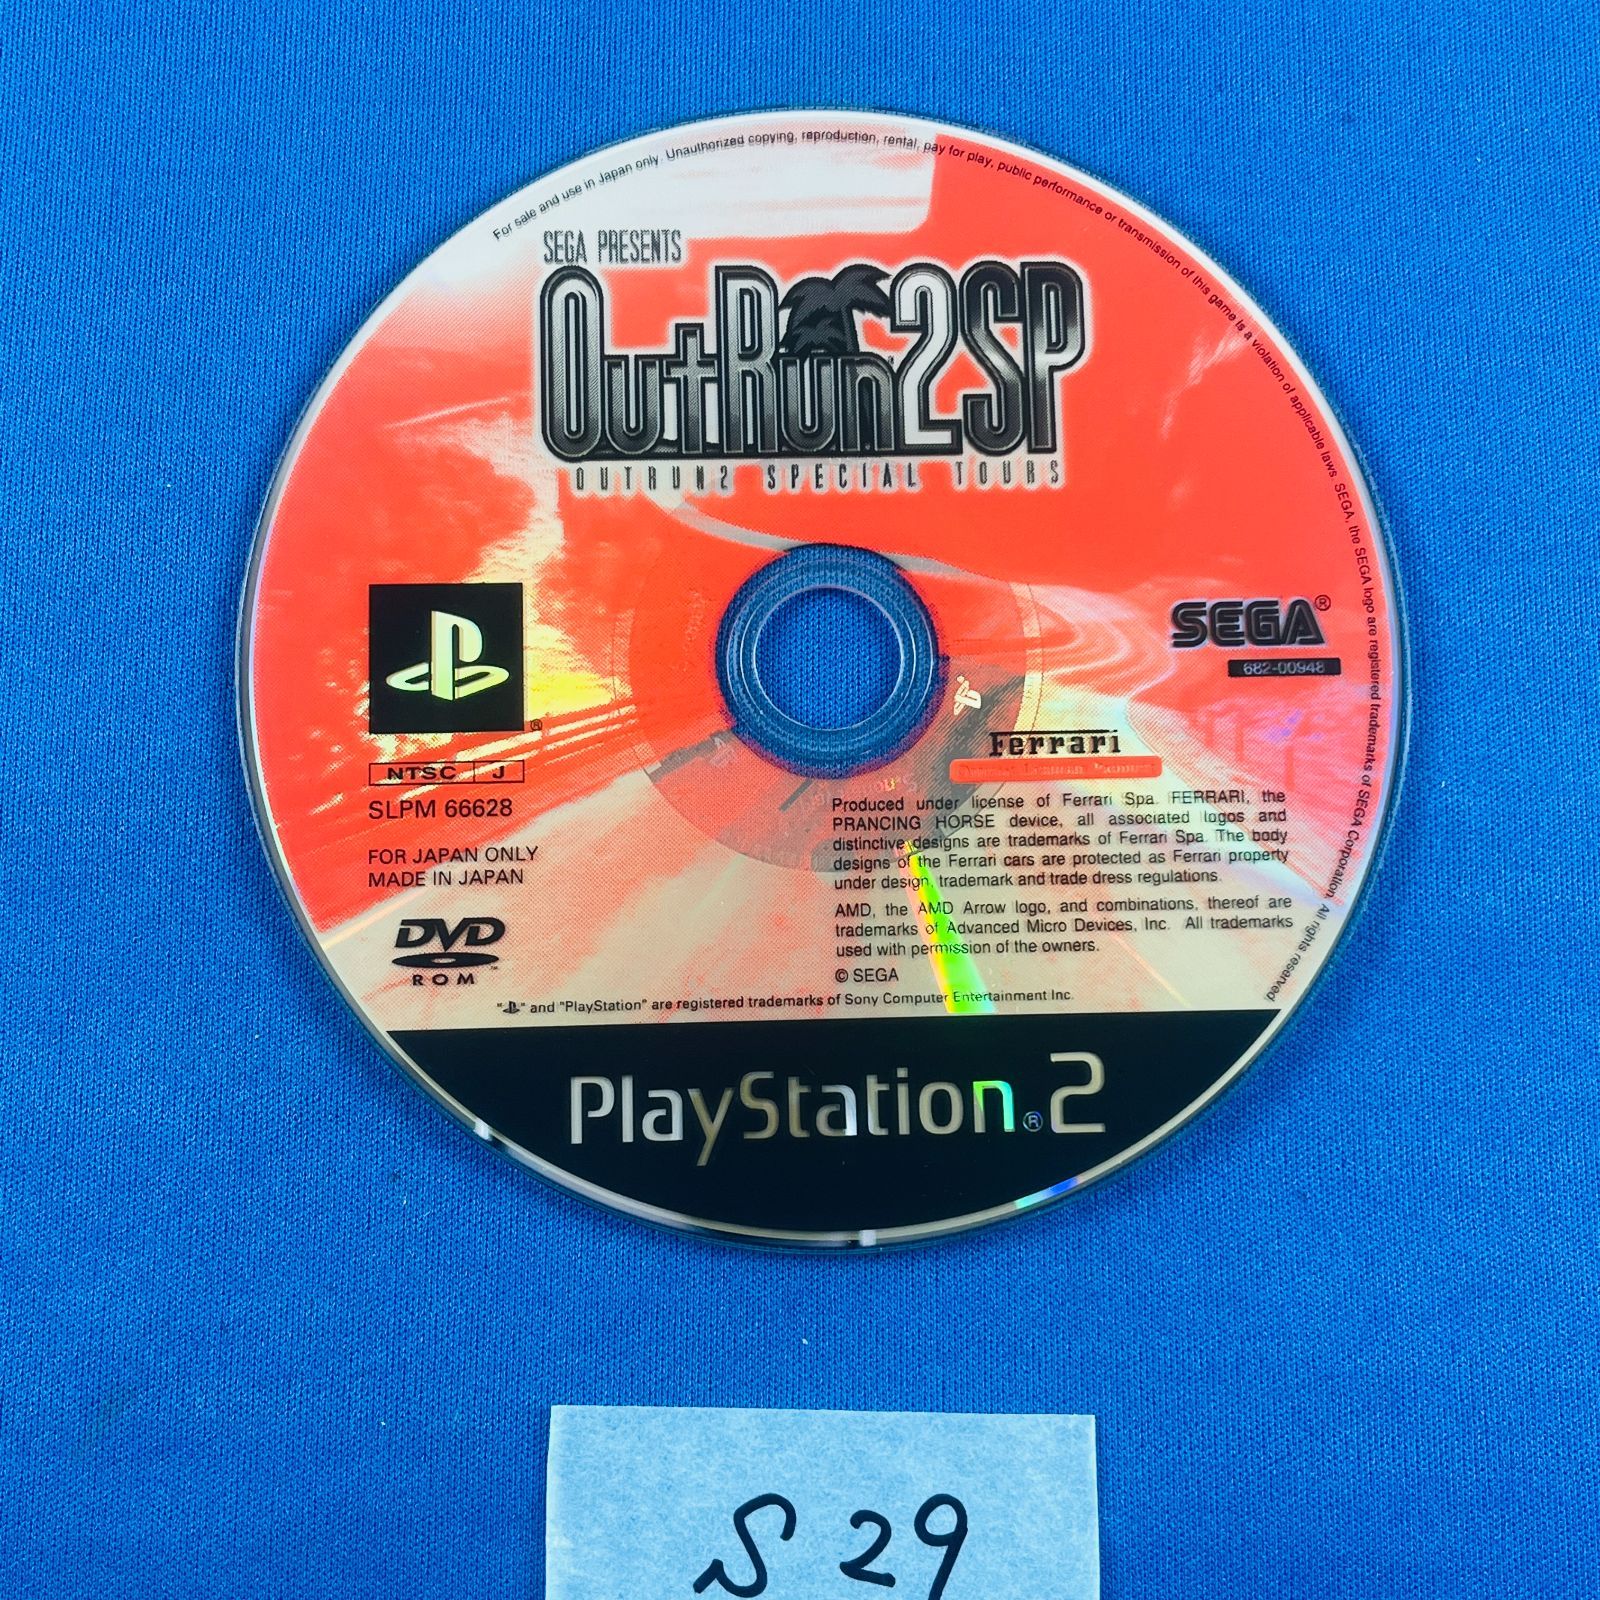 For sale and use in Japan only. Unauthorized copying, reproduction, rental, pay for play, public performance or transmission of this game is a violation of applicable laws. SEGA, the SEGA logo are registered trademarks of SEGA Corporation. All rights reserved.
SEGA PRESENTS
OutRun2SP
OUTRUN2 SPECIAL TOURS
SEGA®
682-00948
®
NTSC J
SLPM 66628
FOR JAPAN ONLY
MADE IN JAPAN
DVD
ROM
Ferrari
Produced under license of Ferrari Spa. FERRARI, the
PRANCING HORSE device, all associated logos and
distinctive designs are trademarks of Ferrari Spa. The body
designs of the Ferrari cars are protected as Ferrari property
under design, trademark and trade dress regulations.
AMD, the AMD Arrow logo, and combinations, thereof are
trademarks of Advanced Micro Devices, Inc. All trademarks
used with permission of the owners.
© SEGA
" " and "PlayStation" are registered trademarks of Sony Computer Entertainment Inc.
PlayStation®2
S29